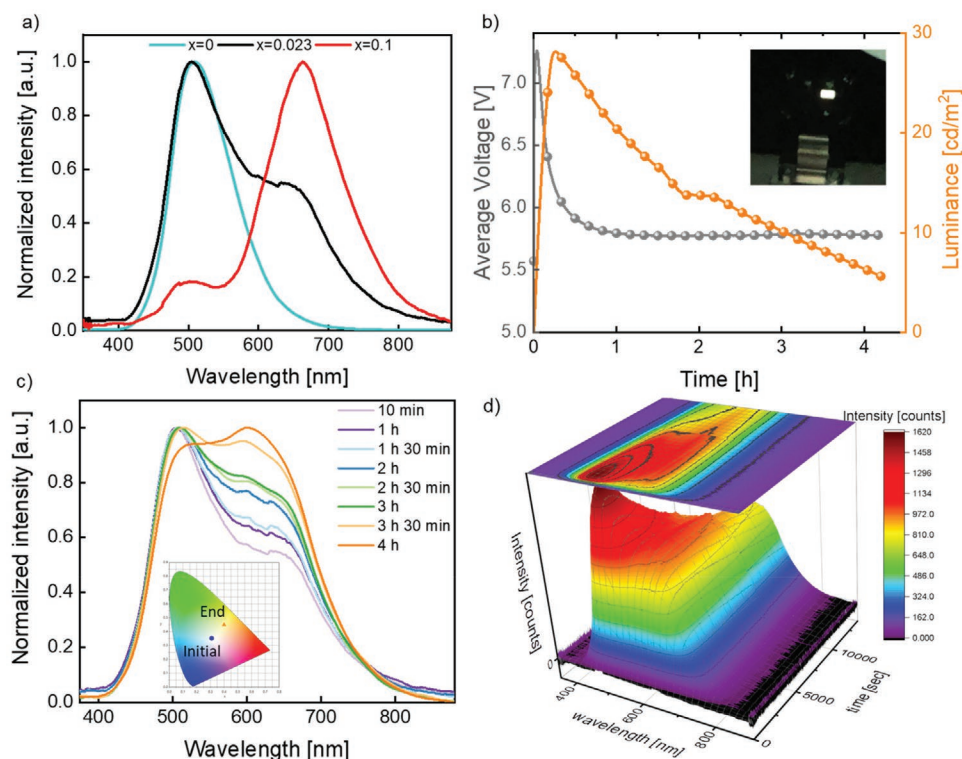 a)
x=0 x=0.023 x=0.1
Normalized intensity [a.u.]
1.0
0.8
0.6
0.4
0.2
0.0
400 500 600 700 800
Wavelength [nm]
b)
Average Voltage [V]
7.0
6.5
6.0
5.5
5.0
30
20
10
0
Luminance [cd/m²]
0 1 2 3 4
Time [h]
c)
Normalized intensity [a.u.]
1.0
0.8
0.6
0.4
0.2
0.0
10 min
1 h
1 h 30 min
2 h
2 h 30 min
3 h
3 h 30 min
4 h
End
Initial
400 500 600 700 800
Wavelength [nm]
d)
Intensity [counts]
1620
1458
1296
1134
972.0
810.0
648.0
486.0
324.0
162.0
0.000
Intensity [counts]
0
400
600
800
wavelength [nm]
0
5000
10000
time [sec]